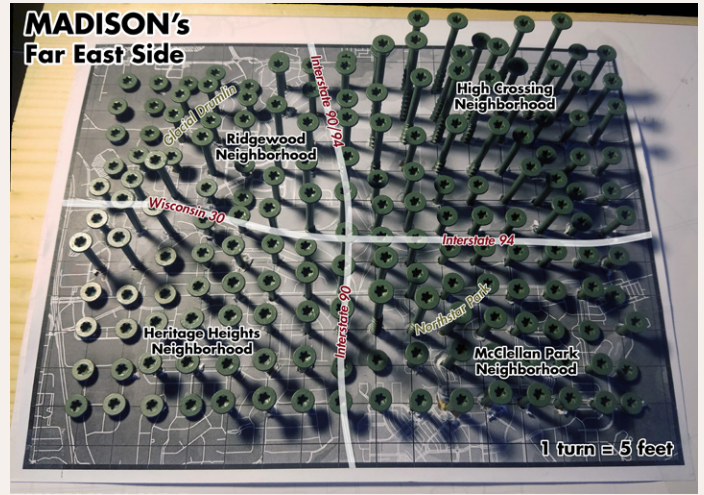 MADISON's
Far East Side
Interstate 90/94
High Crossing
Neighborhood
Glacial Drumlin
Ridgewood
Neighborhood
Wisconsin 30
Interstate 94
Interstate 90
Northstar Park
Heritage Heights
Neighborhood
McClellan Park
Neighborhood
1 turn = 5 feet